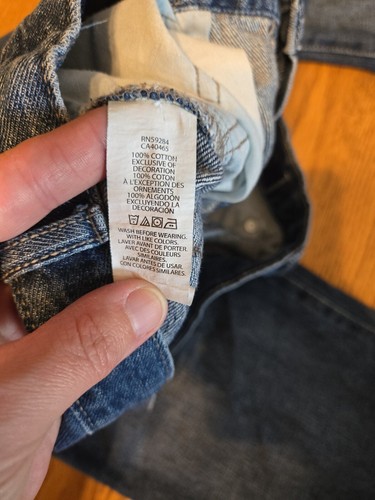 RN59284
CA40465
100% COTTON
EXCLUSIVE OF
DECORATION
100% COTON
À L'EXCEPTION DES
ORNEMENTS
100% ALGODÓN
EXCLUYENDO LA
DECORACIÓN
WASH BEFORE WEARING.
WITH LIKE COLORS.
LAVER AVANT DE PORTER.
AVEC DES COULEURS
SIMILAIRES.
LAVAR ANTES DE USAR.
CON COLORES SIMILARES.